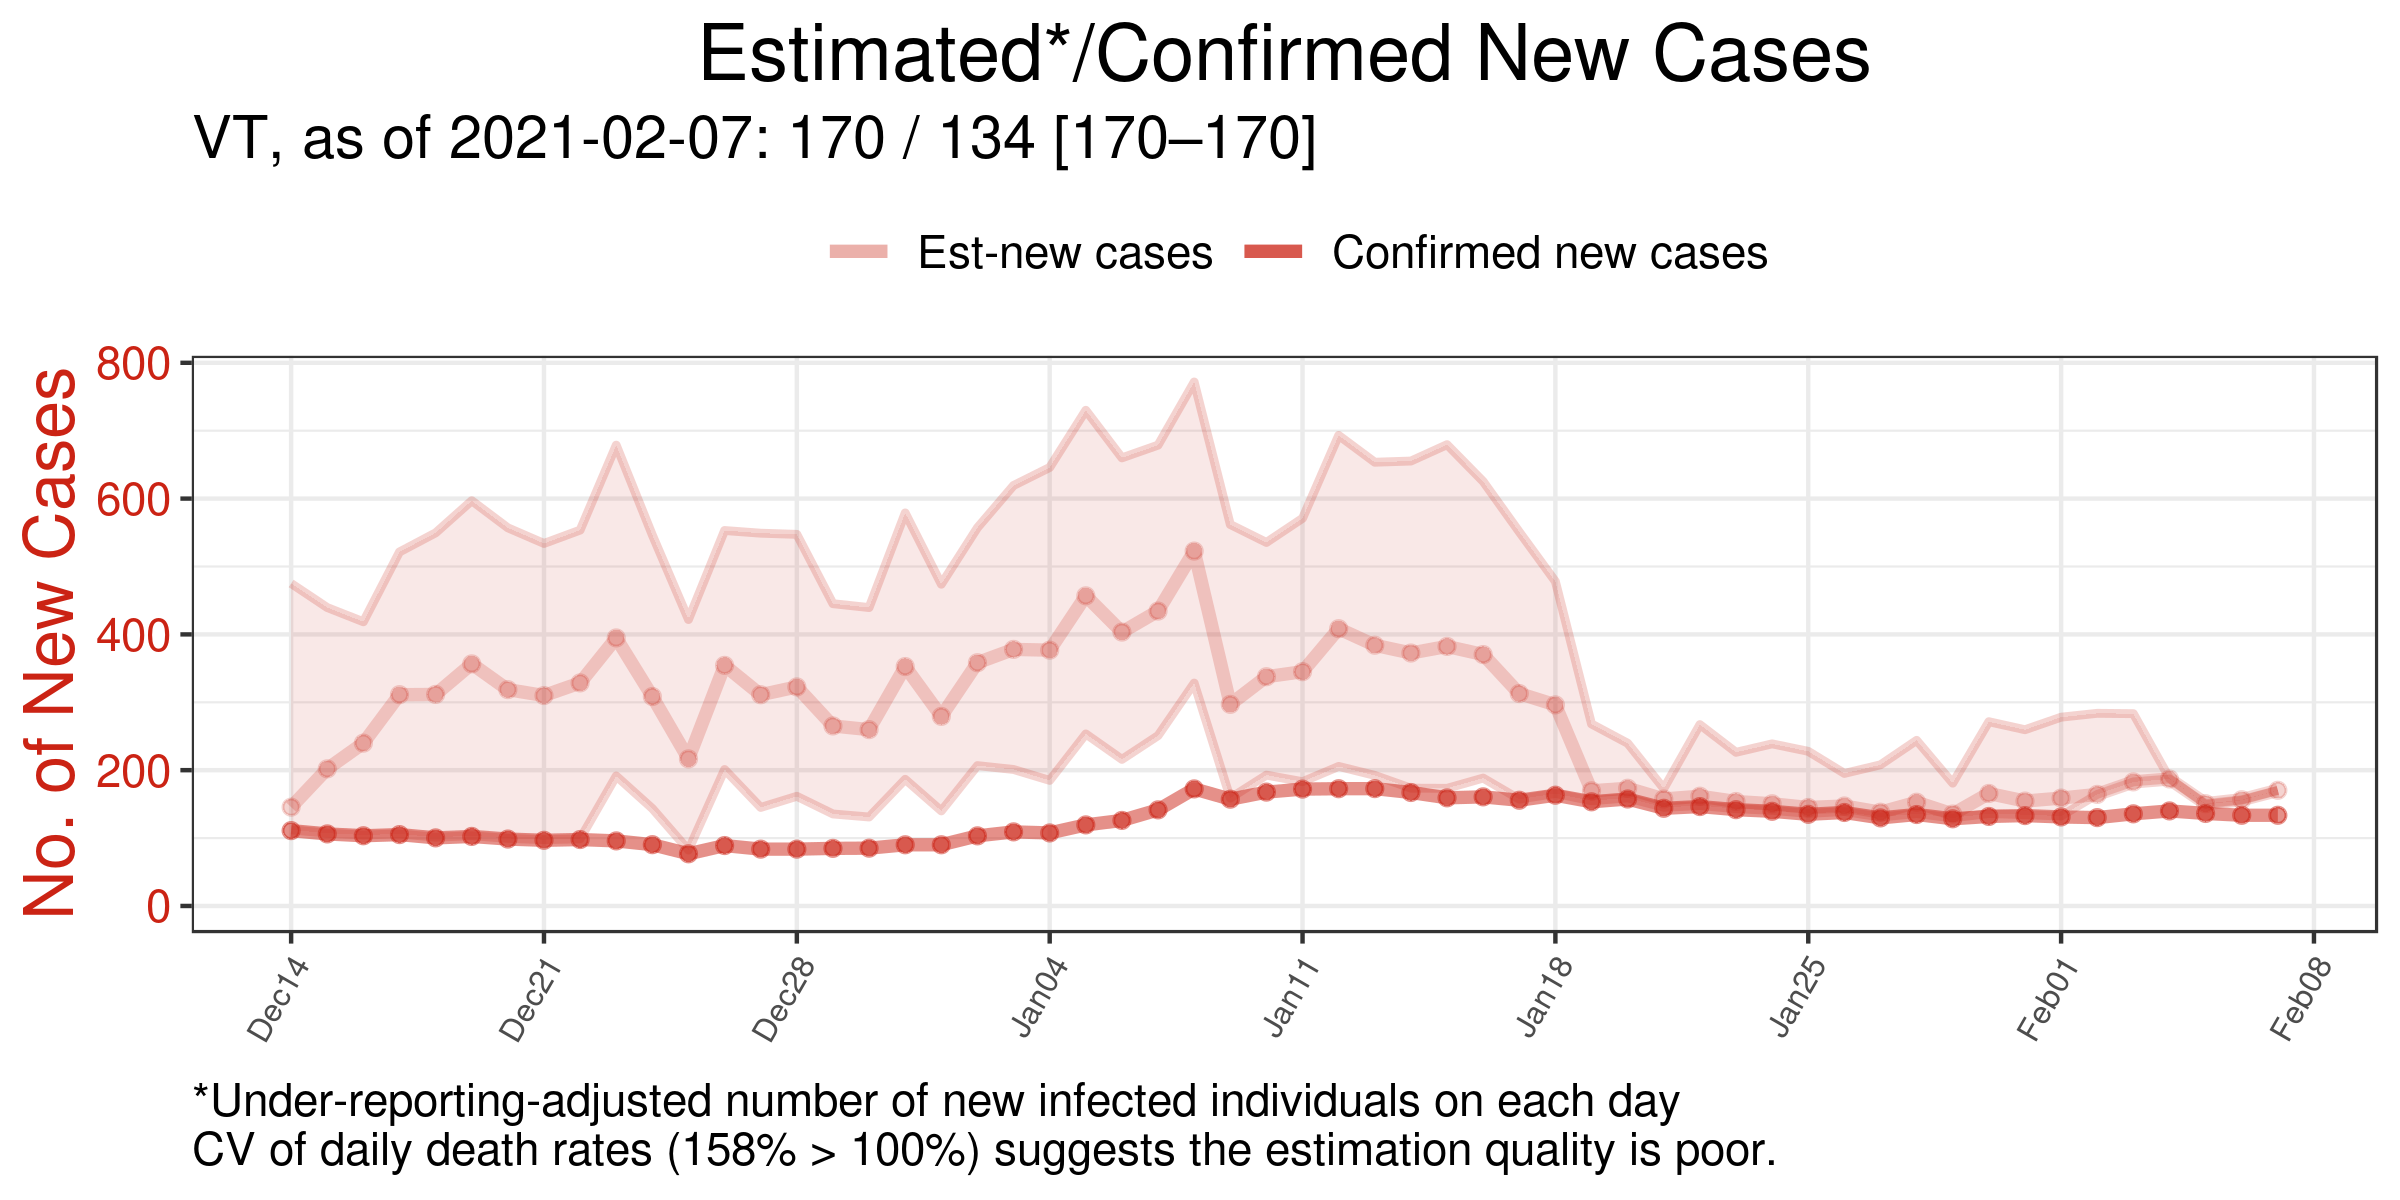 Estimated*/Confirmed New Cases
VT, as of 2021-02-07: 170 / 134 [170–170]
Est-new cases
Confirmed new cases
No. of New Cases
800
600
400
200
0
Dec14
Dec21
Dec28
Jan04
Jan11
Jan18
Jan25
Feb01
Feb08
*Under-reporting-adjusted number of new infected individuals on each day
CV of daily death rates (158% > 100%) suggests the estimation quality is poor.